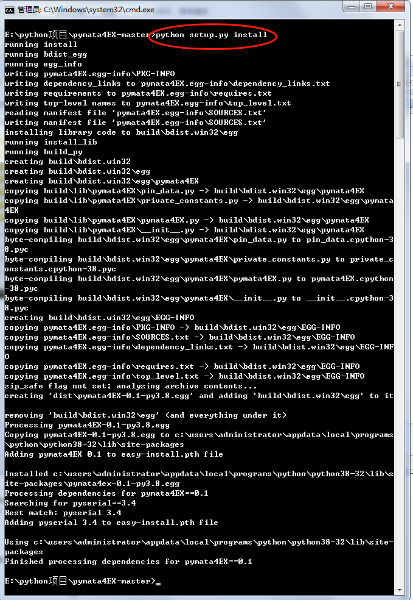 C:\Windows\system32\cmd.exe
E:\python项目\pymata4EX-master>python setup.py install
running install
running bdist_egg
running egg_info
writing pymata4EX.egg-info\PKG-INFO
writing dependency_links to pymata4EX.egg-info\dependency_links.txt
writing requirements to pymata4EX.egg-info\requires.txt
writing top-level names to pymata4EX.egg-info\top_level.txt
reading manifest file 'pymata4EX.egg-info\SOURCES.txt'
writing manifest file 'pymata4EX.egg-info\SOURCES.txt'
installing library code to build\bdist.win32\egg
running install_lib
running build_py
creating build\bdist.win32
creating build\bdist.win32\egg
creating build\bdist.win32\egg\pymata4EX
copying build\lib\pymata4EX\pin_data.py -> build\bdist.win32\egg\pymata4EX
copying build\lib\pymata4EX\private_constants.py -> build\bdist.win32\egg\pymata
4EX
copying build\lib\pymata4EX\pymata4EX.py -> build\bdist.win32\egg\pymata4EX
copying build\lib\pymata4EX\__init__.py -> build\bdist.win32\egg\pymata4EX
byte-compiling build\bdist.win32\egg\pymata4EX\pin_data.py to pin_data.cpython-3
8.pyc
byte-compiling build\bdist.win32\egg\pymata4EX\private_constants.py to private_c
onstants.cpython-38.pyc
byte-compiling build\bdist.win32\egg\pymata4EX\pymata4EX.py to pymata4EX.cpython
-38.pyc
byte-compiling build\bdist.win32\egg\pymata4EX\__init__.py to __init__.cpython-3
8.pyc
creating build\bdist.win32\egg\EGG-INFO
copying pymata4EX.egg-info\PKG-INFO -> build\bdist.win32\egg\EGG-INFO
copying pymata4EX.egg-info\SOURCES.txt -> build\bdist.win32\egg\EGG-INFO
copying pymata4EX.egg-info\dependency_links.txt -> build\bdist.win32\egg\EGG-INF
O
copying pymata4EX.egg-info\requires.txt -> build\bdist.win32\egg\EGG-INFO
copying pymata4EX.egg-info\top_level.txt -> build\bdist.win32\egg\EGG-INFO
zip_safe flag not set; analyzing archive contents...
creating 'dist\pymata4EX-0.1-py3.8.egg' and adding 'build\bdist.win32\egg' to it
removing 'build\bdist.win32\egg' (and everything under it)
Processing pymata4EX-0.1-py3.8.egg
Copying pymata4EX-0.1-py3.8.egg to c:\users\administrator\appdata\local\programs
\python\python38-32\lib\site-packages
Adding pymata4EX 0.1 to easy-install.pth file
Installed c:\users\administrator\appdata\local\programs\python\python38-32\lib\s
ite-packages\pymata4ex-0.1-py3.8.egg
Processing dependencies for pymata4EX==0.1
Searching for pyserial==3.4
Best match: pyserial 3.4
Adding pyserial 3.4 to easy-install.pth file
Using c:\users\administrator\appdata\local\programs\python\python38-32\lib\site-
packages
Finished processing dependencies for pymata4EX==0.1
E:\python项目\pymata4EX-master>_